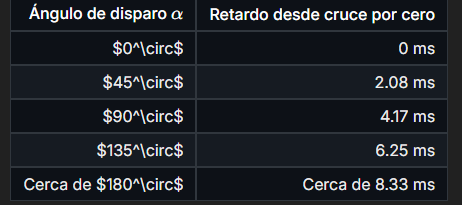 Ángulo de disparo α Retardo desde cruce por cero
$0^\circ$ 0 ms
$45^\circ$ 2.08 ms
$90^\circ$ 4.17 ms
$135^\circ$ 6.25 ms
Cerca de $180^\circ$ Cerca de 8.33 ms